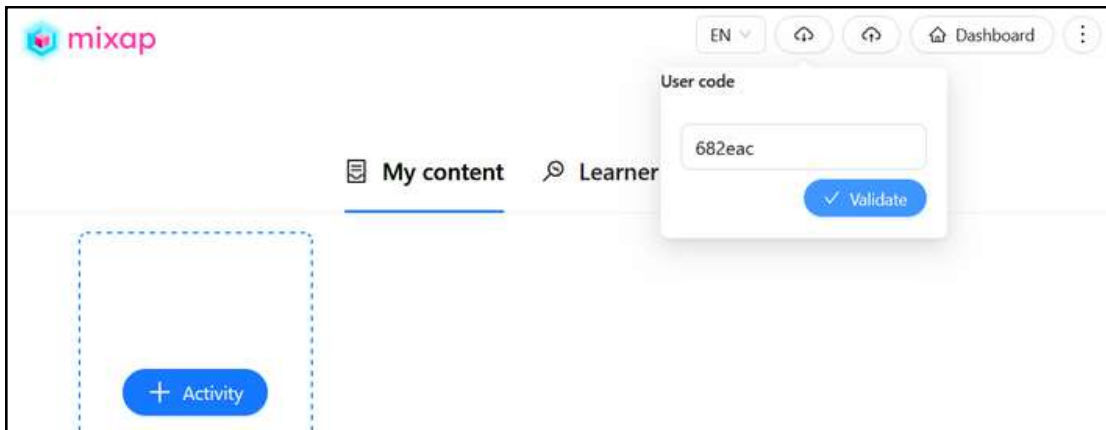 mixap
EN
Dashboard
User code
682eac
Validate
My content
Learner
Activity